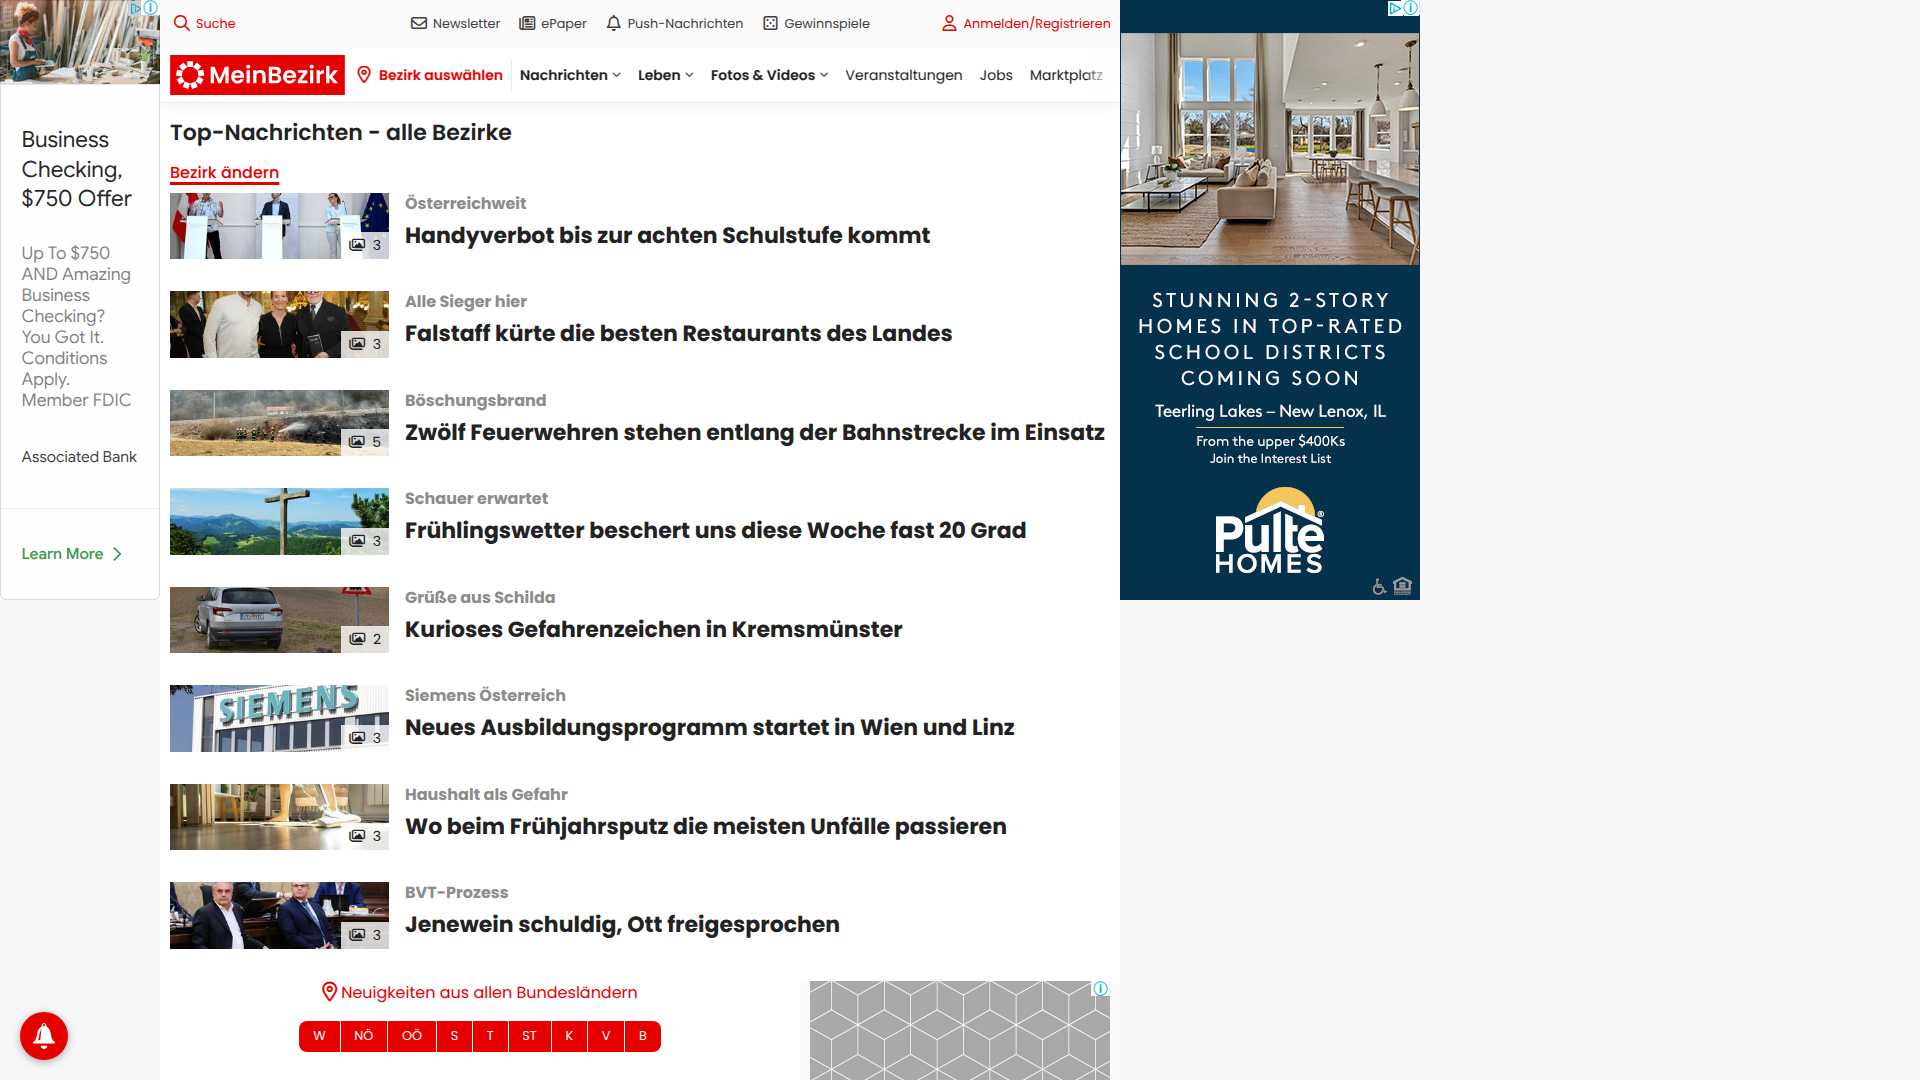 Suche
Newsletter
ePaper
Push-Nachrichten
Gewinnspiele
Anmelden/Registrieren
MeinBezirk
Bezirk auswählen
Nachrichten
Leben
Fotos & Videos
Veranstaltungen
Jobs
Marktplatz
Top-Nachrichten - alle Bezirke
Bezirk ändern
3
Österreichweit
Handyverbot bis zur achten Schulstufe kommt
3
Alle Sieger hier
Falstaff kürte die besten Restaurants des Landes
5
Böschungsbrand
Zwölf Feuerwehren stehen entlang der Bahnstrecke im Einsatz
3
Schauer erwartet
Frühlingswetter beschert uns diese Woche fast 20 Grad
2
Grüße aus Schilda
Kurioses Gefahrenzeichen in Kremsmünster
SIEMENS
3
Siemens Österreich
Neues Ausbildungsprogramm startet in Wien und Linz
3
Haushalt als Gefahr
Wo beim Frühjahrsputz die meisten Unfälle passieren
3
BVT-Prozess
Jenewein schuldig, Ott freigesprochen
Neuigkeiten aus allen Bundesländern
W NÖ OÖ S T ST K V B
Business
Checking,
$750 Offer
Up To $750
AND Amazing
Business
Checking?
You Got It.
Conditions
Apply.
Member FDIC
Associated Bank
Learn More
STUNNING 2-STORY
HOMES IN TOP-RATED
SCHOOL DISTRICTS
COMING SOON
Teerling Lakes – New Lenox, IL
From the upper $400Ks
Join the Interest List
Pulte®
HOMES